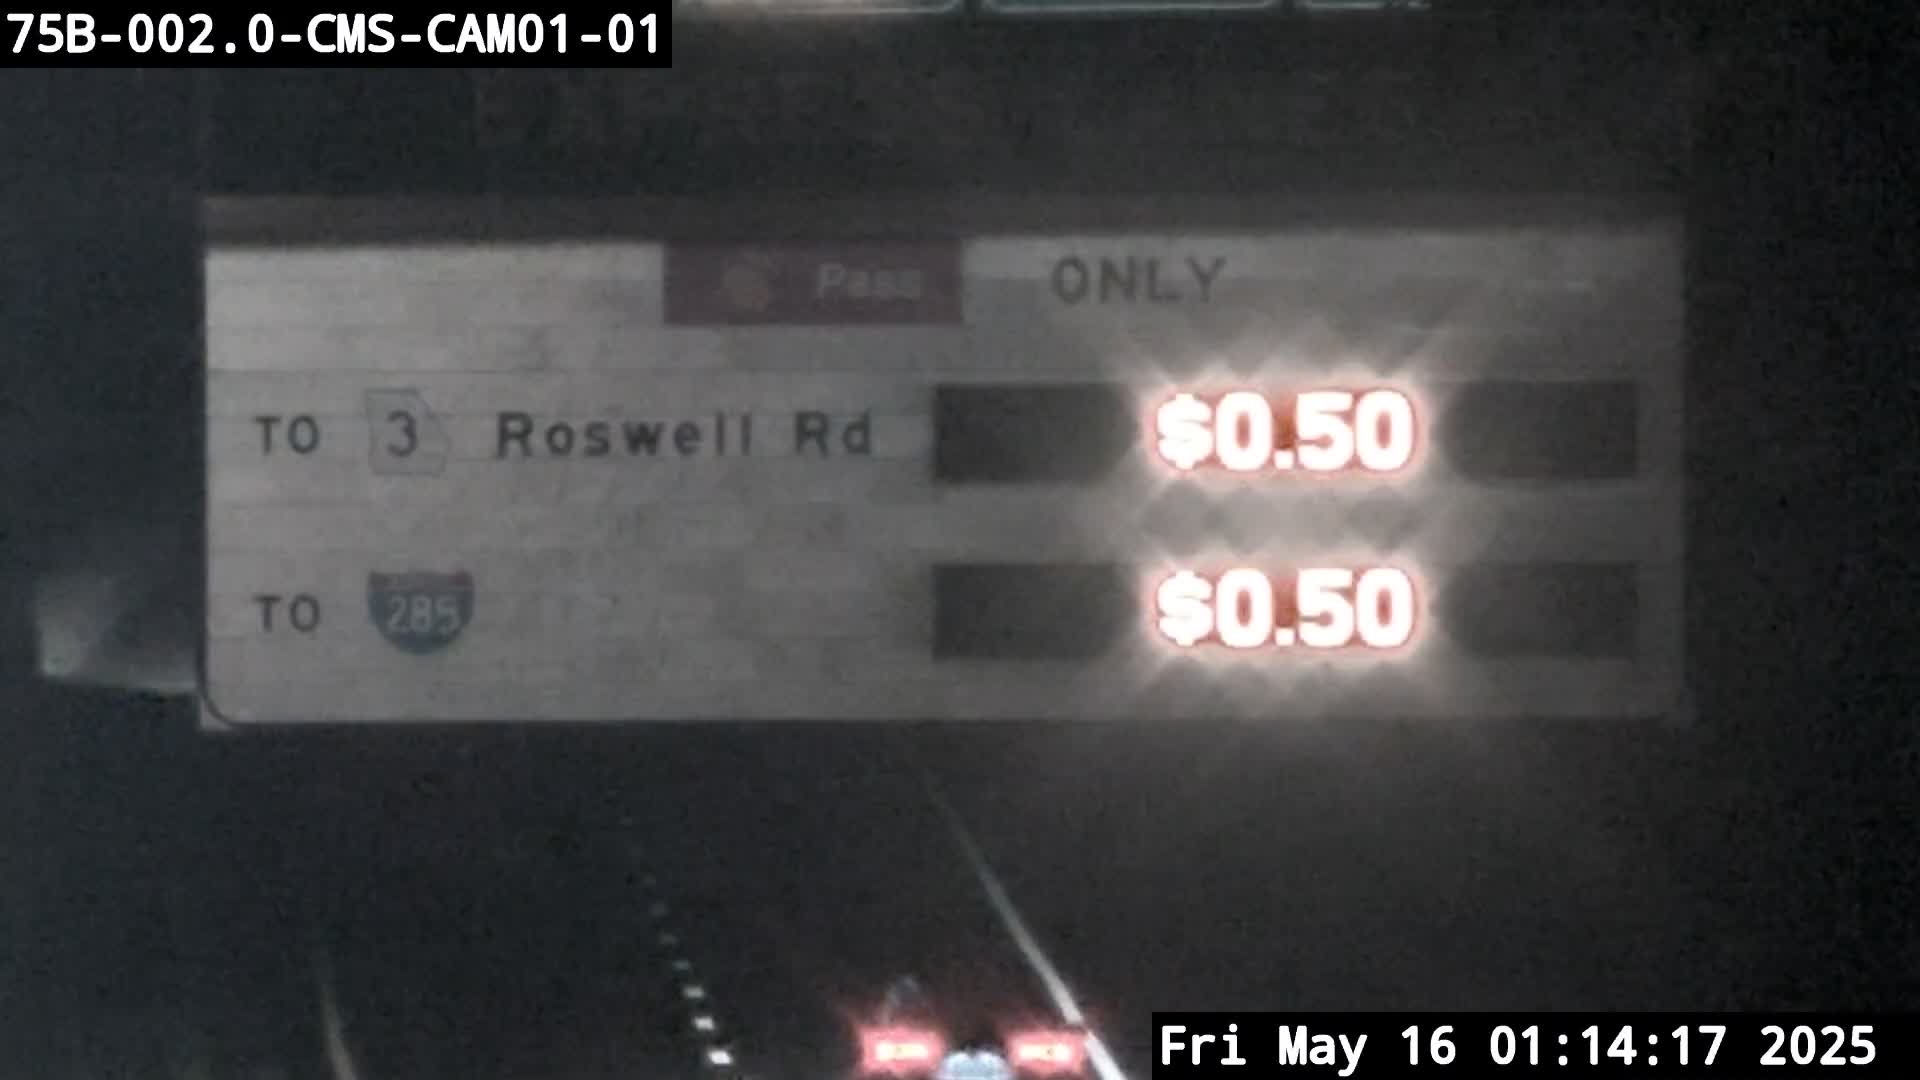 75B-002.0-CMS-CAM01-01
Pass ONLY
TO 3 Roswell Rd $0.50
TO 285 $0.50
Fri May 16 01:14:17 2025